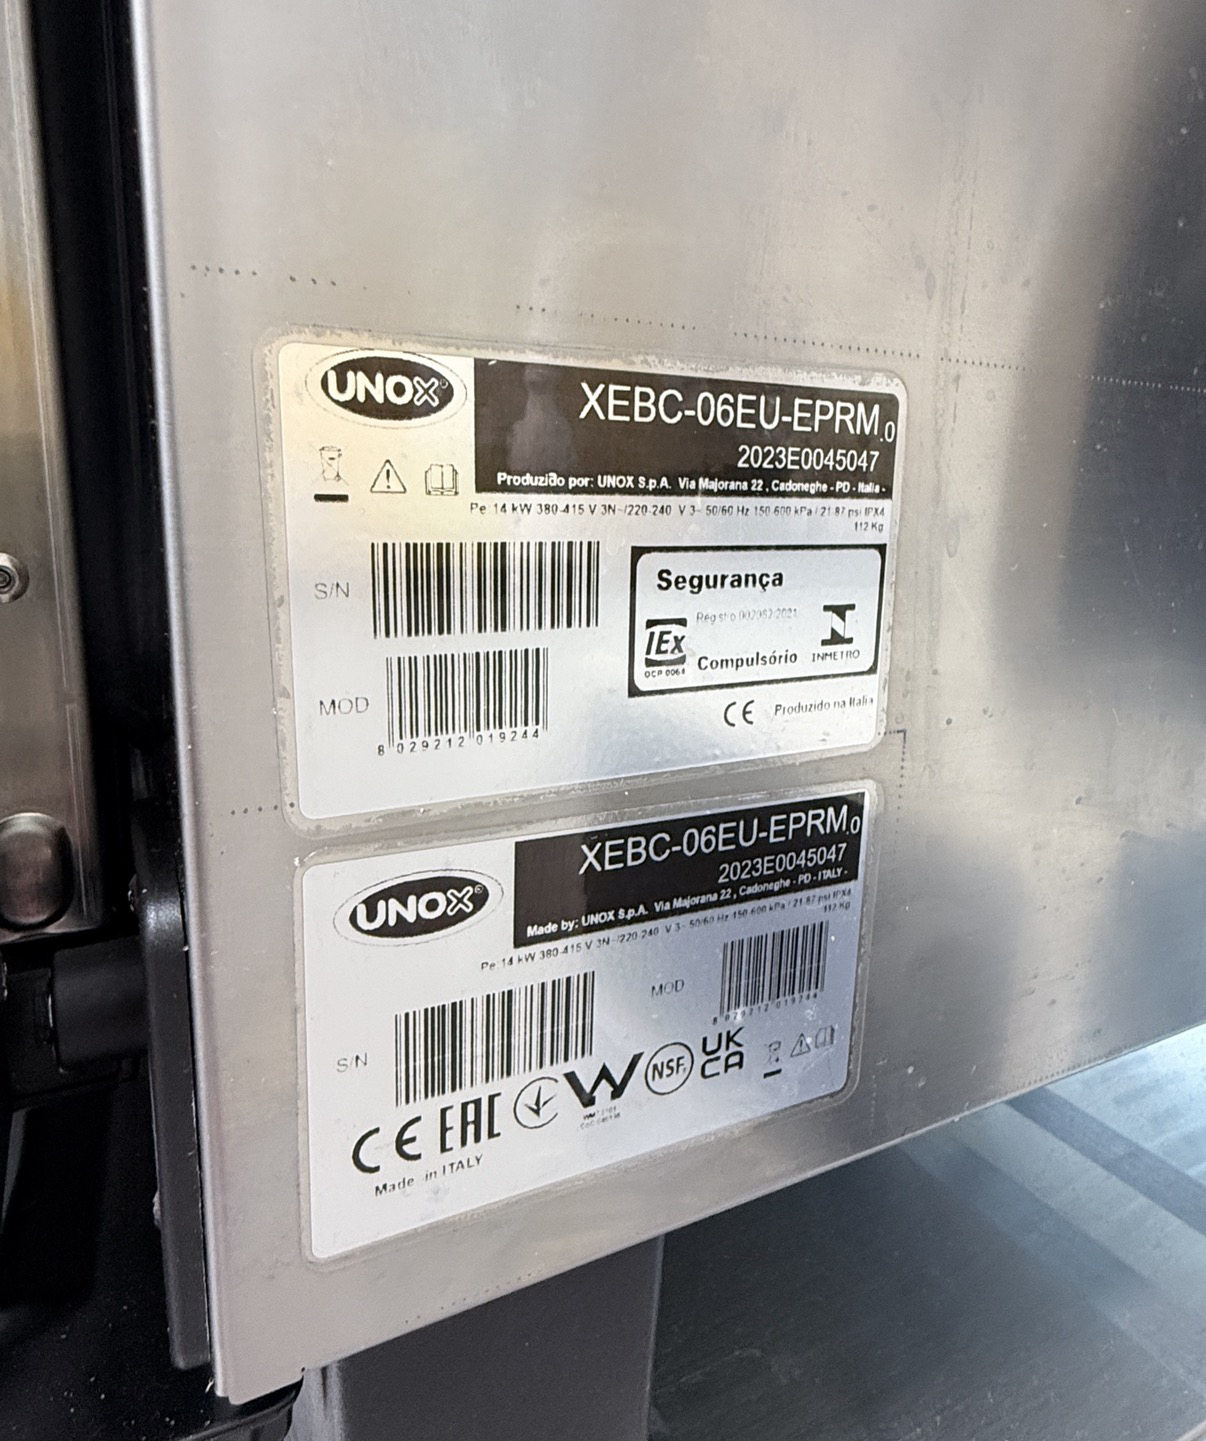 UNOX®
XEBC-06EU-EPRM.0
2023E0045047
Produzião por: UNOX S.p.A. Via Majorana 22 , Cadoneghe - PD - Italia -
Pe: 14 kW 380-415 V 3N~/220-240 V 3~ 50/60 Hz 150-600 kPa / 21-87 psi IPX4
112 Kg
S/N
Segurança
Registro 002082/2021
IEx
OCP 0064
Compulsório
INMETRO
MOD
8 029212 019244
CE
Produzido na Italia
XEBC-06EU-EPRM.0
2023E0045047
UNOX®
Made by: UNOX S.p.A. Via Majorana 22 , Cadoneghe - PD - ITALY -
Pe: 14 kW 380-415 V 3N~/220-240 V 3~ 50/60 Hz 150-600 kPa / 21-87 psi IPX4
112 Kg
S/N
MOD
8 029212 019244
CE EAC W NSF. UK CA
Made in ITALY